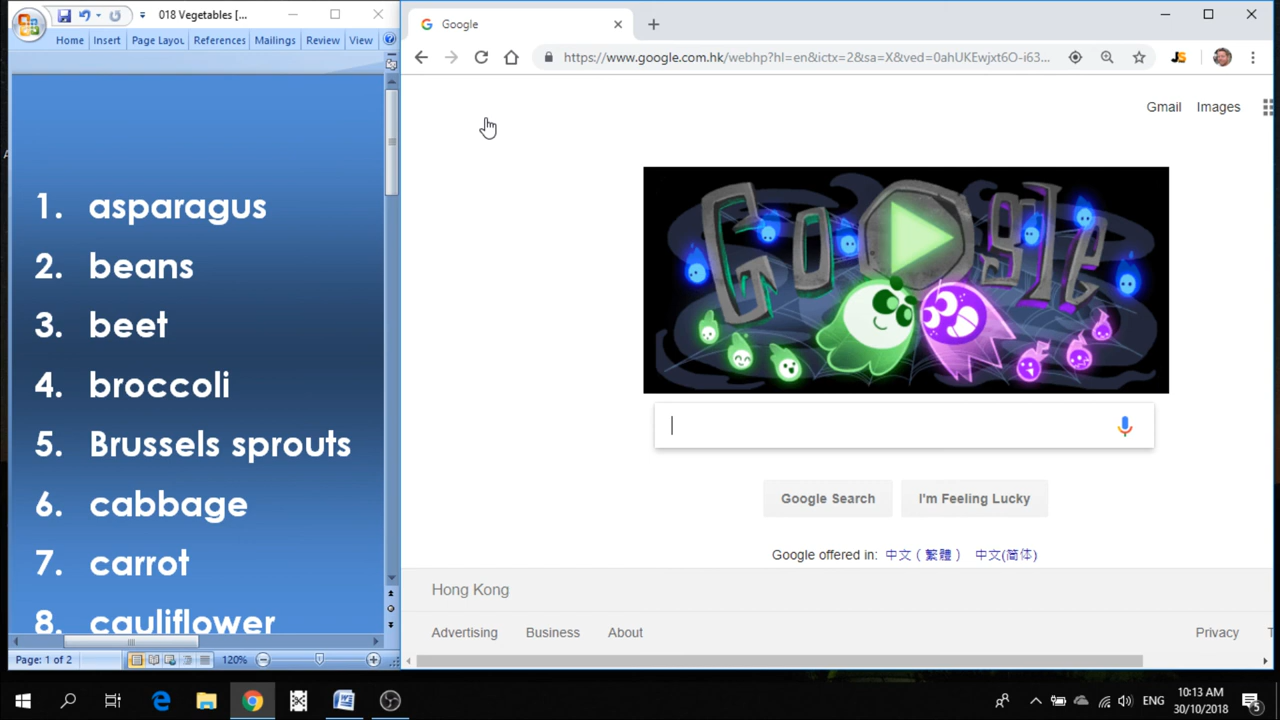 018 Vegetables [...
Home Insert Page Layou References Mailings Review View
1. asparagus
2. beans
3. beet
4. broccoli
5. Brussels sprouts
6. cabbage
7. carrot
8. cauliflower
Page: 1 of 2 120%
Google
https://www.google.com.hk/webhp?hl=en&ictx=2&sa=X&ved=0ahUKEwjxt6O-i63... JS
Gmail Images
Google
Google Search I'm Feeling Lucky
Google offered in: 中文（繁體） 中文(简体)
Hong Kong
Advertising Business About Privacy
ENG
10:13 AM
30/10/2018
5